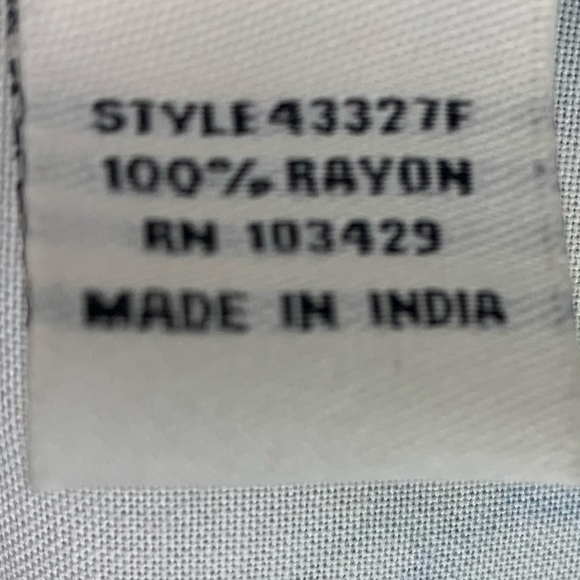 STYLE43327F
100% RAYON
RN 103429
MADE IN INDIA